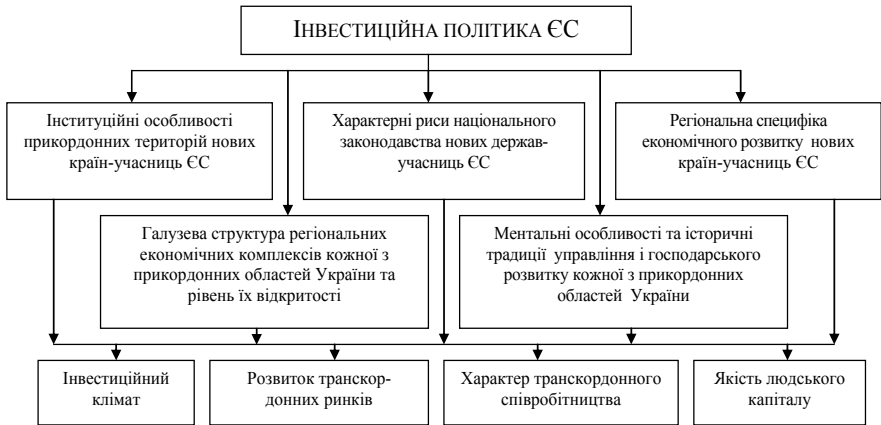 ІНВЕСТИЦІЙНА ПОЛІТИКА ЄС
Інституційні особливості
прикордонних територій нових
країн-учасниць ЄС
Характерні риси національного
законодавства нових держав-
учасниць ЄС
Регіональна специфіка
економічного розвитку нових
країн-учасниць ЄС
Галузева структура регіональних
економічних комплексів кожної з
прикордонних областей України та
рівень їх відкритості
Ментальні особливості та історичні
традиції управління і господарського
розвитку кожної з прикордонних
областей України
Інвестиційний
клімат
Розвиток транскор-
донних ринків
Характер транскордонного
співробітництва
Якість людського
капіталу